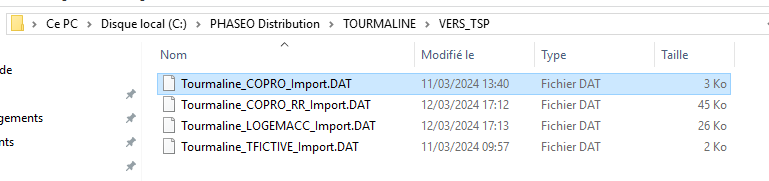 Ce PC > Disque local (C:) > PHASEO Distribution > TOURMALINE > VERS_TSP
Nom Modifié le Type Taille
de
Tourmaline_COPRO_Import.DAT 11/03/2024 13:40 Fichier DAT 3 Ko
Tourmaline_COPRO_RR_Import.DAT 12/03/2024 17:12 Fichier DAT 45 Ko
gements
Tourmaline_LOGEMACC_Import.DAT 12/03/2024 17:13 Fichier DAT 26 Ko
nts
Tourmaline_TFICTIVE_Import.DAT 11/03/2024 09:57 Fichier DAT 2 Ko